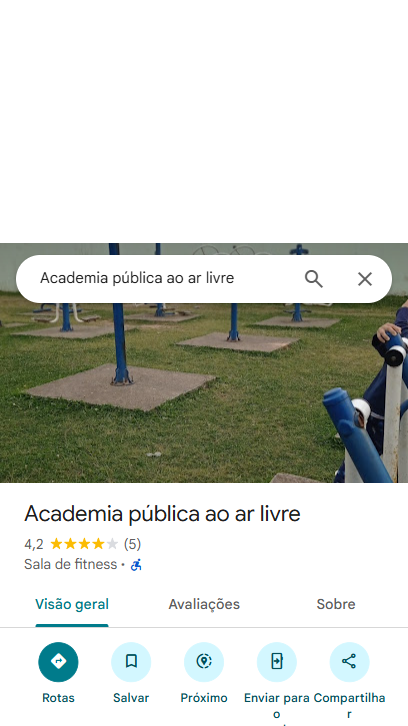 Academia pública ao ar livre
Academia pública ao ar livre
4,2 (5)
Sala de fitness ·
Visão geral Avaliações Sobre
Rotas Salvar Próximo Enviar para Compartilha
o r